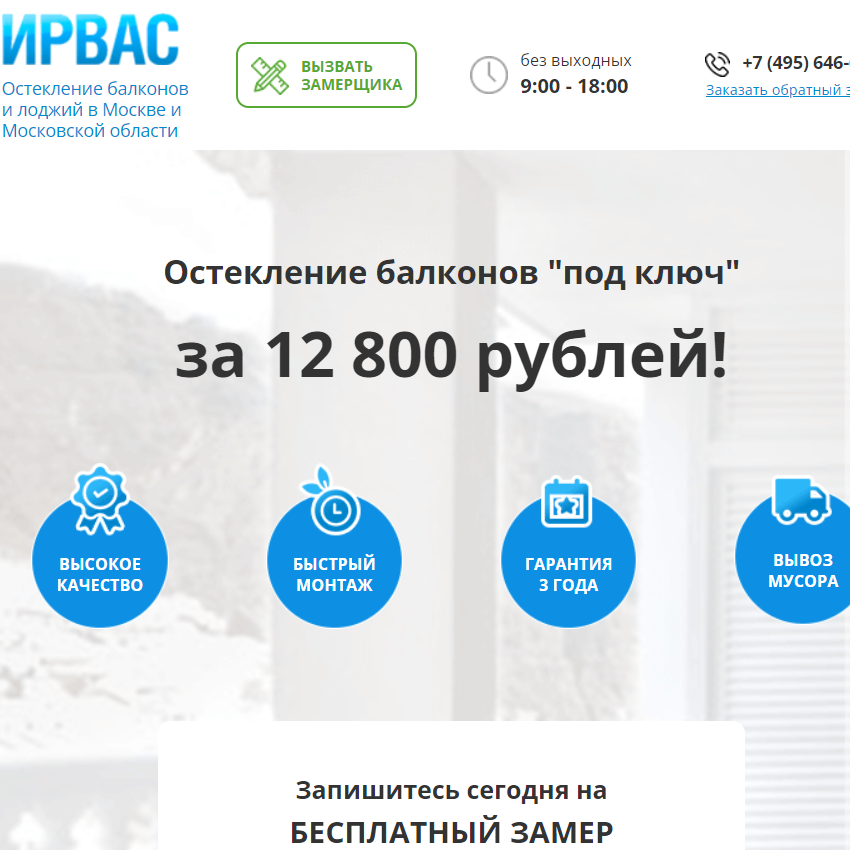 ИРВАС
Остекление балконов
и лоджий в Москве и
Московской области
ВЫЗВАТЬ
ЗАМЕРЩИКА
без выходных
9:00 - 18:00
+7 (495) 646-
Заказать обратный
Остекление балконов "под ключ"
за 12 800 рублей!
ВЫСОКОЕ
КАЧЕСТВО
БЫСТРЫЙ
МОНТАЖ
ГАРАНТИЯ
3 ГОДА
ВЫВОЗ
МУСОРА
Запишитесь сегодня на
БЕСПЛАТНЫЙ ЗАМЕР